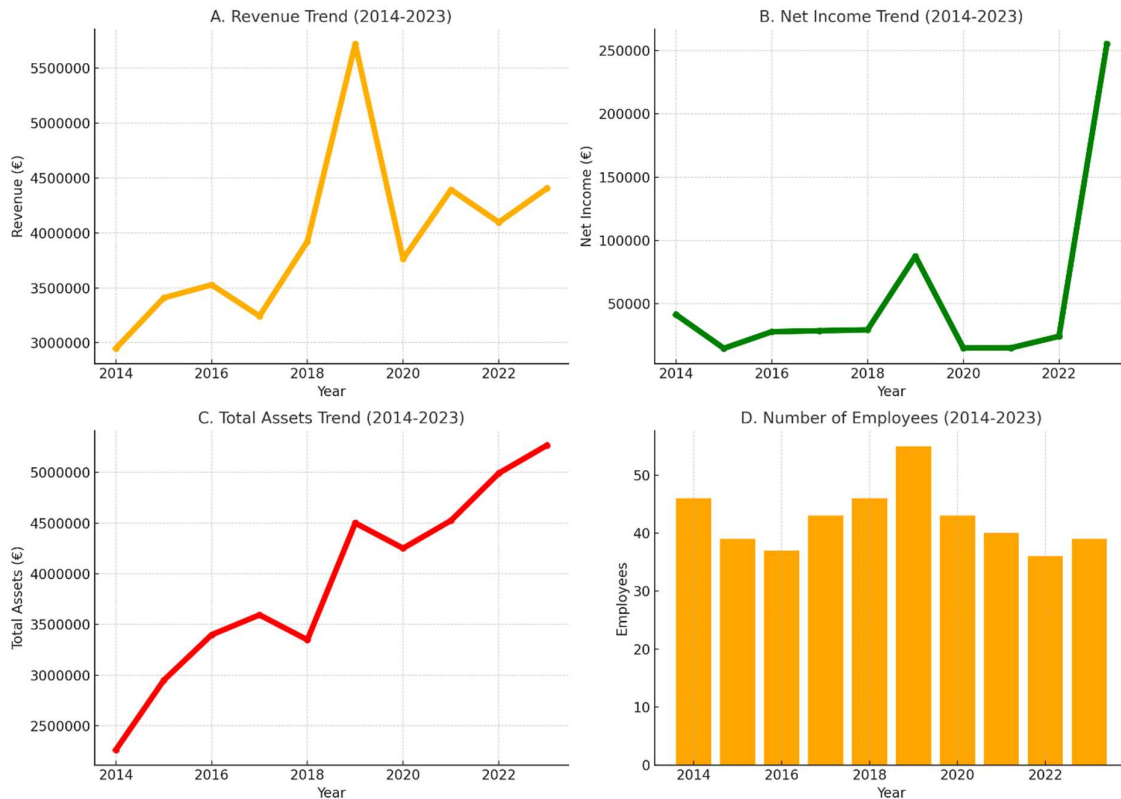 A. Revenue Trend (2014-2023)
5500000
5000000
4500000
4000000
3500000
3000000
Revenue (€)
2014 2016 2018 2020 2022
Year
B. Net Income Trend (2014-2023)
250000
200000
150000
100000
50000
Net Income (€)
2014 2016 2018 2020 2022
Year
C. Total Assets Trend (2014-2023)
5000000
4500000
4000000
3500000
3000000
2500000
Total Assets (€)
2014 2016 2018 2020 2022
Year
D. Number of Employees (2014-2023)
50
40
30
20
10
0
Employees
2014 2016 2018 2020 2022
Year